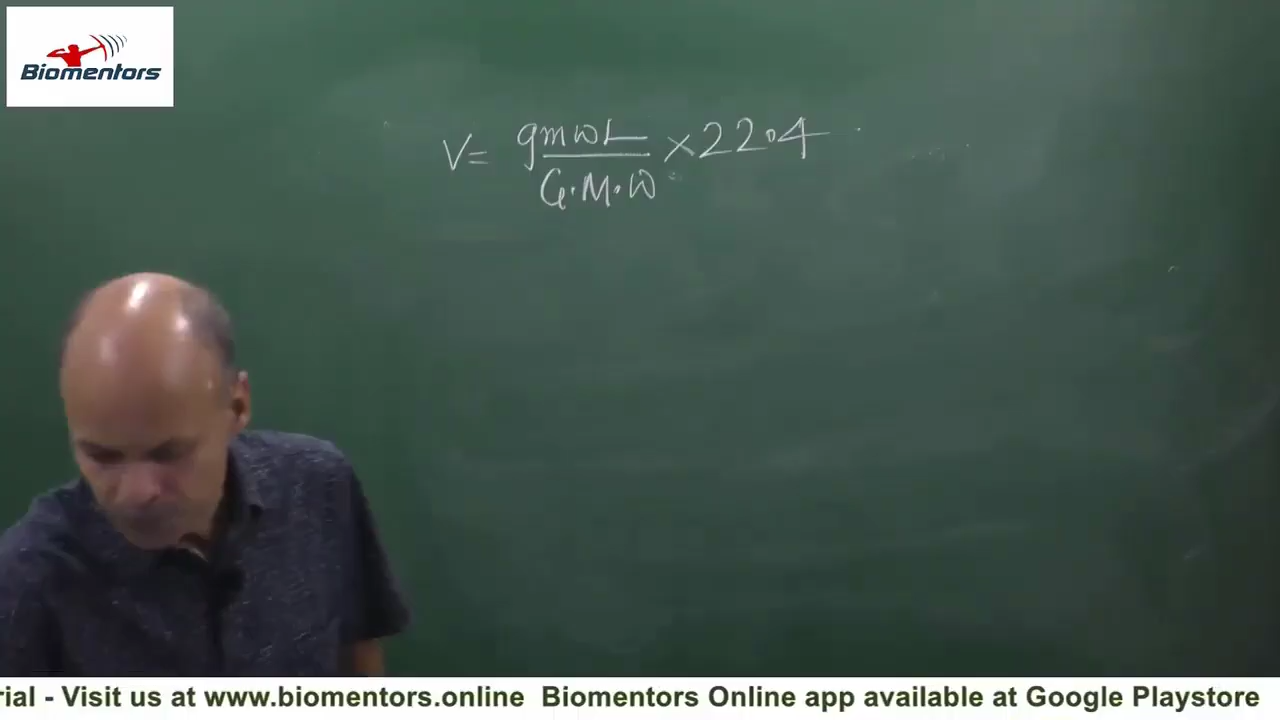 Biomentors
V= gm wt / G.M.W × 22.4
rial - Visit us at www.biomentors.online Biomentors Online app available at Google Playstore